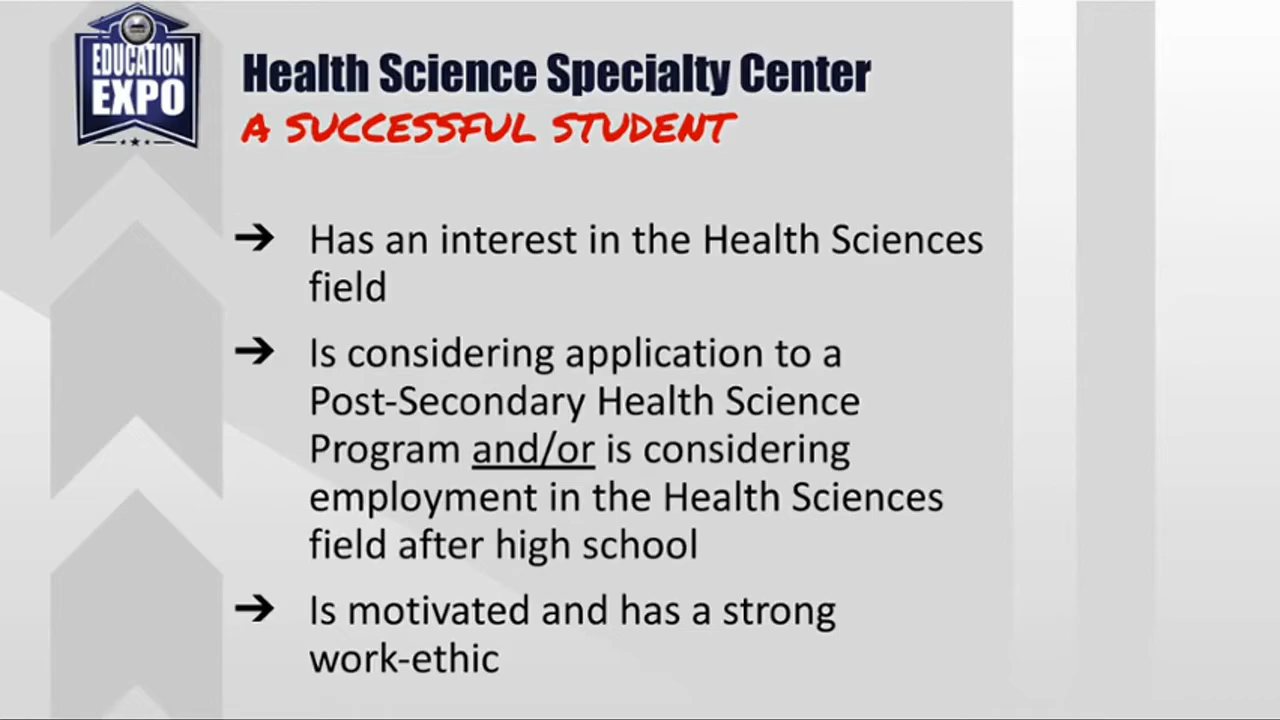 EDUCATION
EXPO
Health Science Specialty Center
A SUCCESSFUL STUDENT
➔ Has an interest in the Health Sciences
field
➔ Is considering application to a
Post-Secondary Health Science
Program and/or is considering
employment in the Health Sciences
field after high school
➔ Is motivated and has a strong
work-ethic